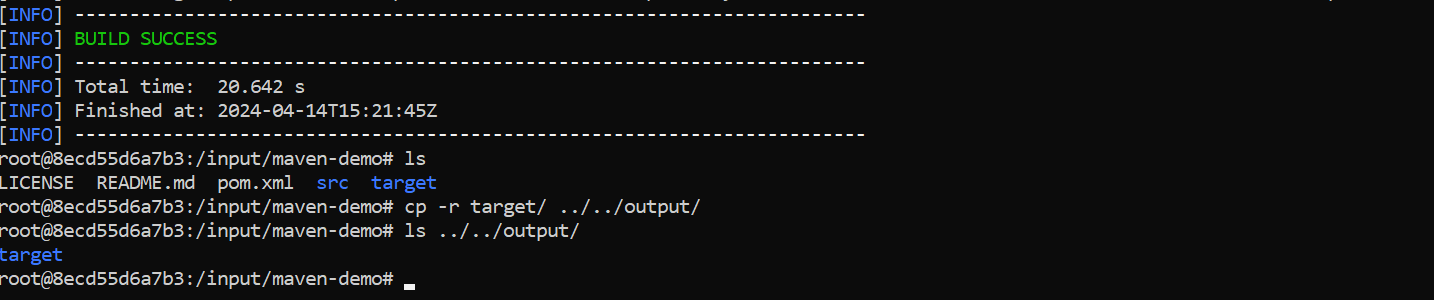 [INFO] ------------------------------------------------------------------------
[INFO] BUILD SUCCESS
[INFO] ------------------------------------------------------------------------
[INFO] Total time:  20.642 s
[INFO] Finished at: 2024-04-14T15:21:45Z
[INFO] ------------------------------------------------------------------------
root@8ecd55d6a7b3:/input/maven-demo# ls
LICENSE  README.md  pom.xml  src  target
root@8ecd55d6a7b3:/input/maven-demo# cp -r target/ ../../output/
root@8ecd55d6a7b3:/input/maven-demo# ls ../../output/
target
root@8ecd55d6a7b3:/input/maven-demo#